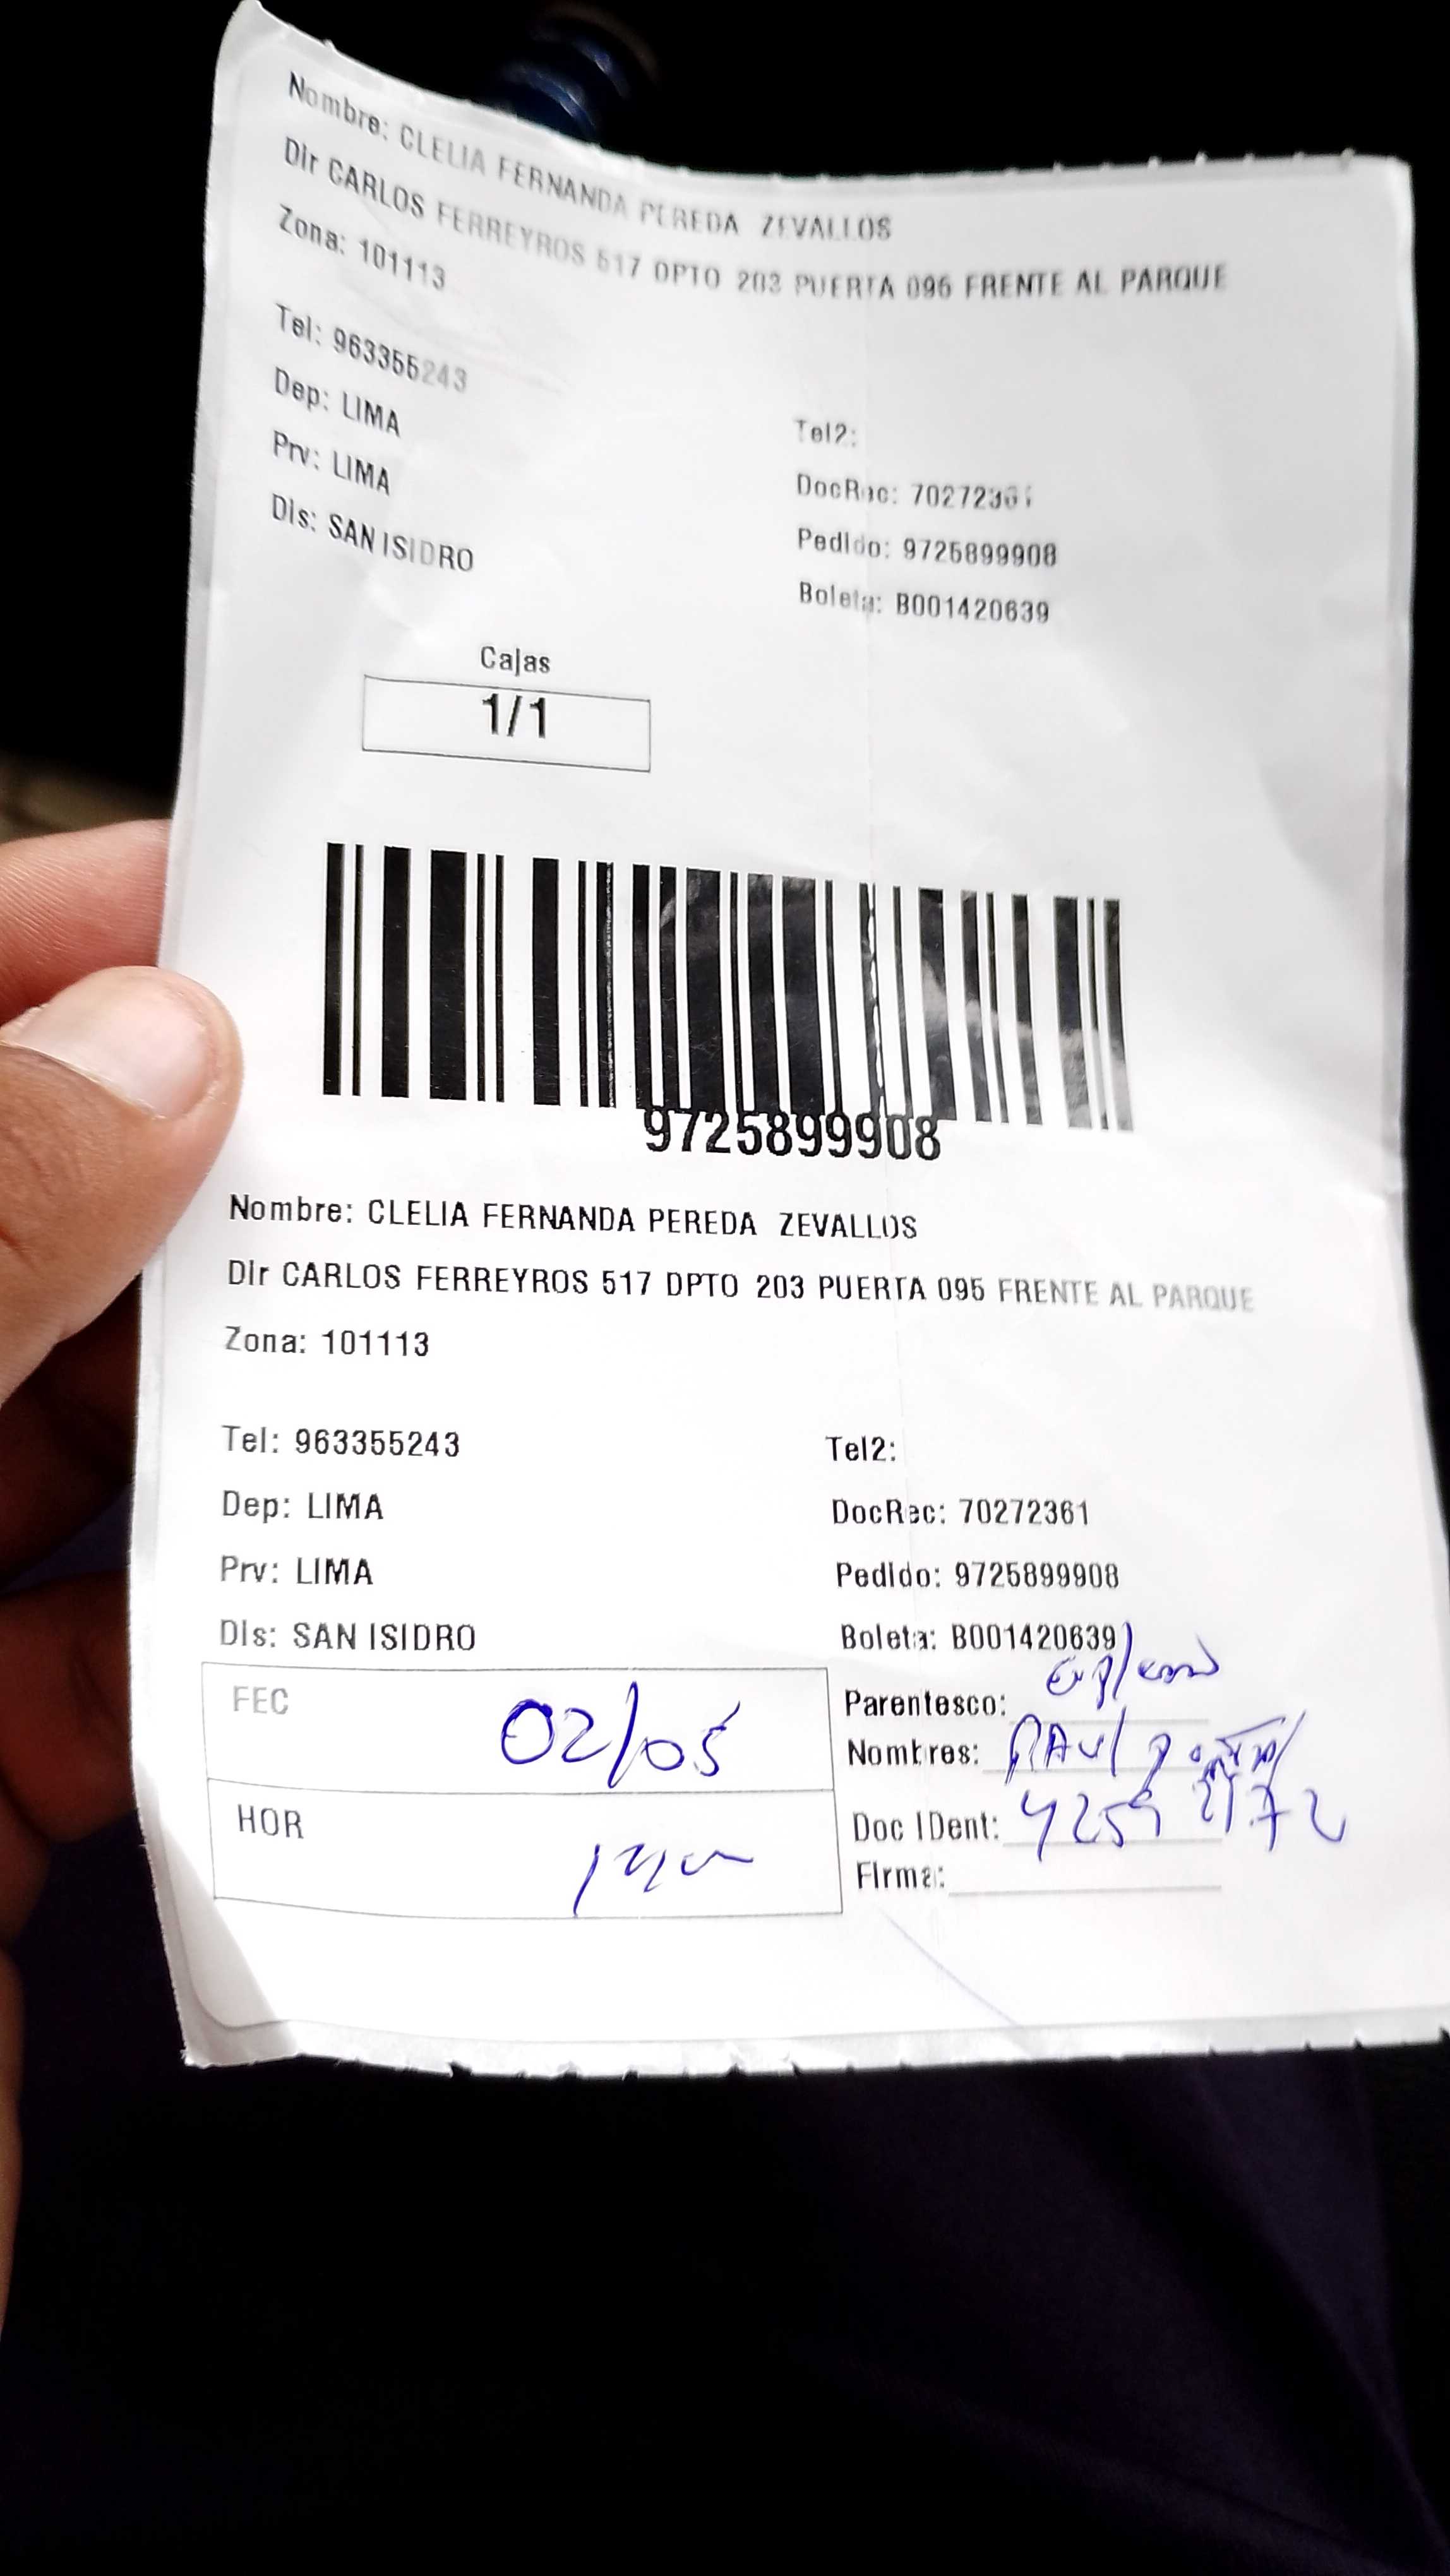 Nombre: CLELIA FERNANDA PEREDA ZEVALLOS
Dir CARLOS FERREYROS 517 DPTO 203 PUERTA 095 FRENTE AL PARQUE
Zona: 101113
Tel: 963355243
Tel2:
Dep: LIMA
DocRec: 70272361
Prv: LIMA
Pedido: 9725899908
Dis: SAN ISIDRO
Boleta: B001420639
Cajas
1/1
9725899908
Nombre: CLELIA FERNANDA PEREDA ZEVALLOS
Dir CARLOS FERREYROS 517 DPTO 203 PUERTA 095 FRENTE AL PARQUE
Zona: 101113
Tel: 963355243
Tel2:
Dep: LIMA
DocRec: 70272361
Prv: LIMA
Pedido: 9725899908
Dis: SAN ISIDRO
Boleta: B001420639
FEC 02/05
Parentesco:
Nombres: RAUl
HOR
Doc IDent:
Firma: